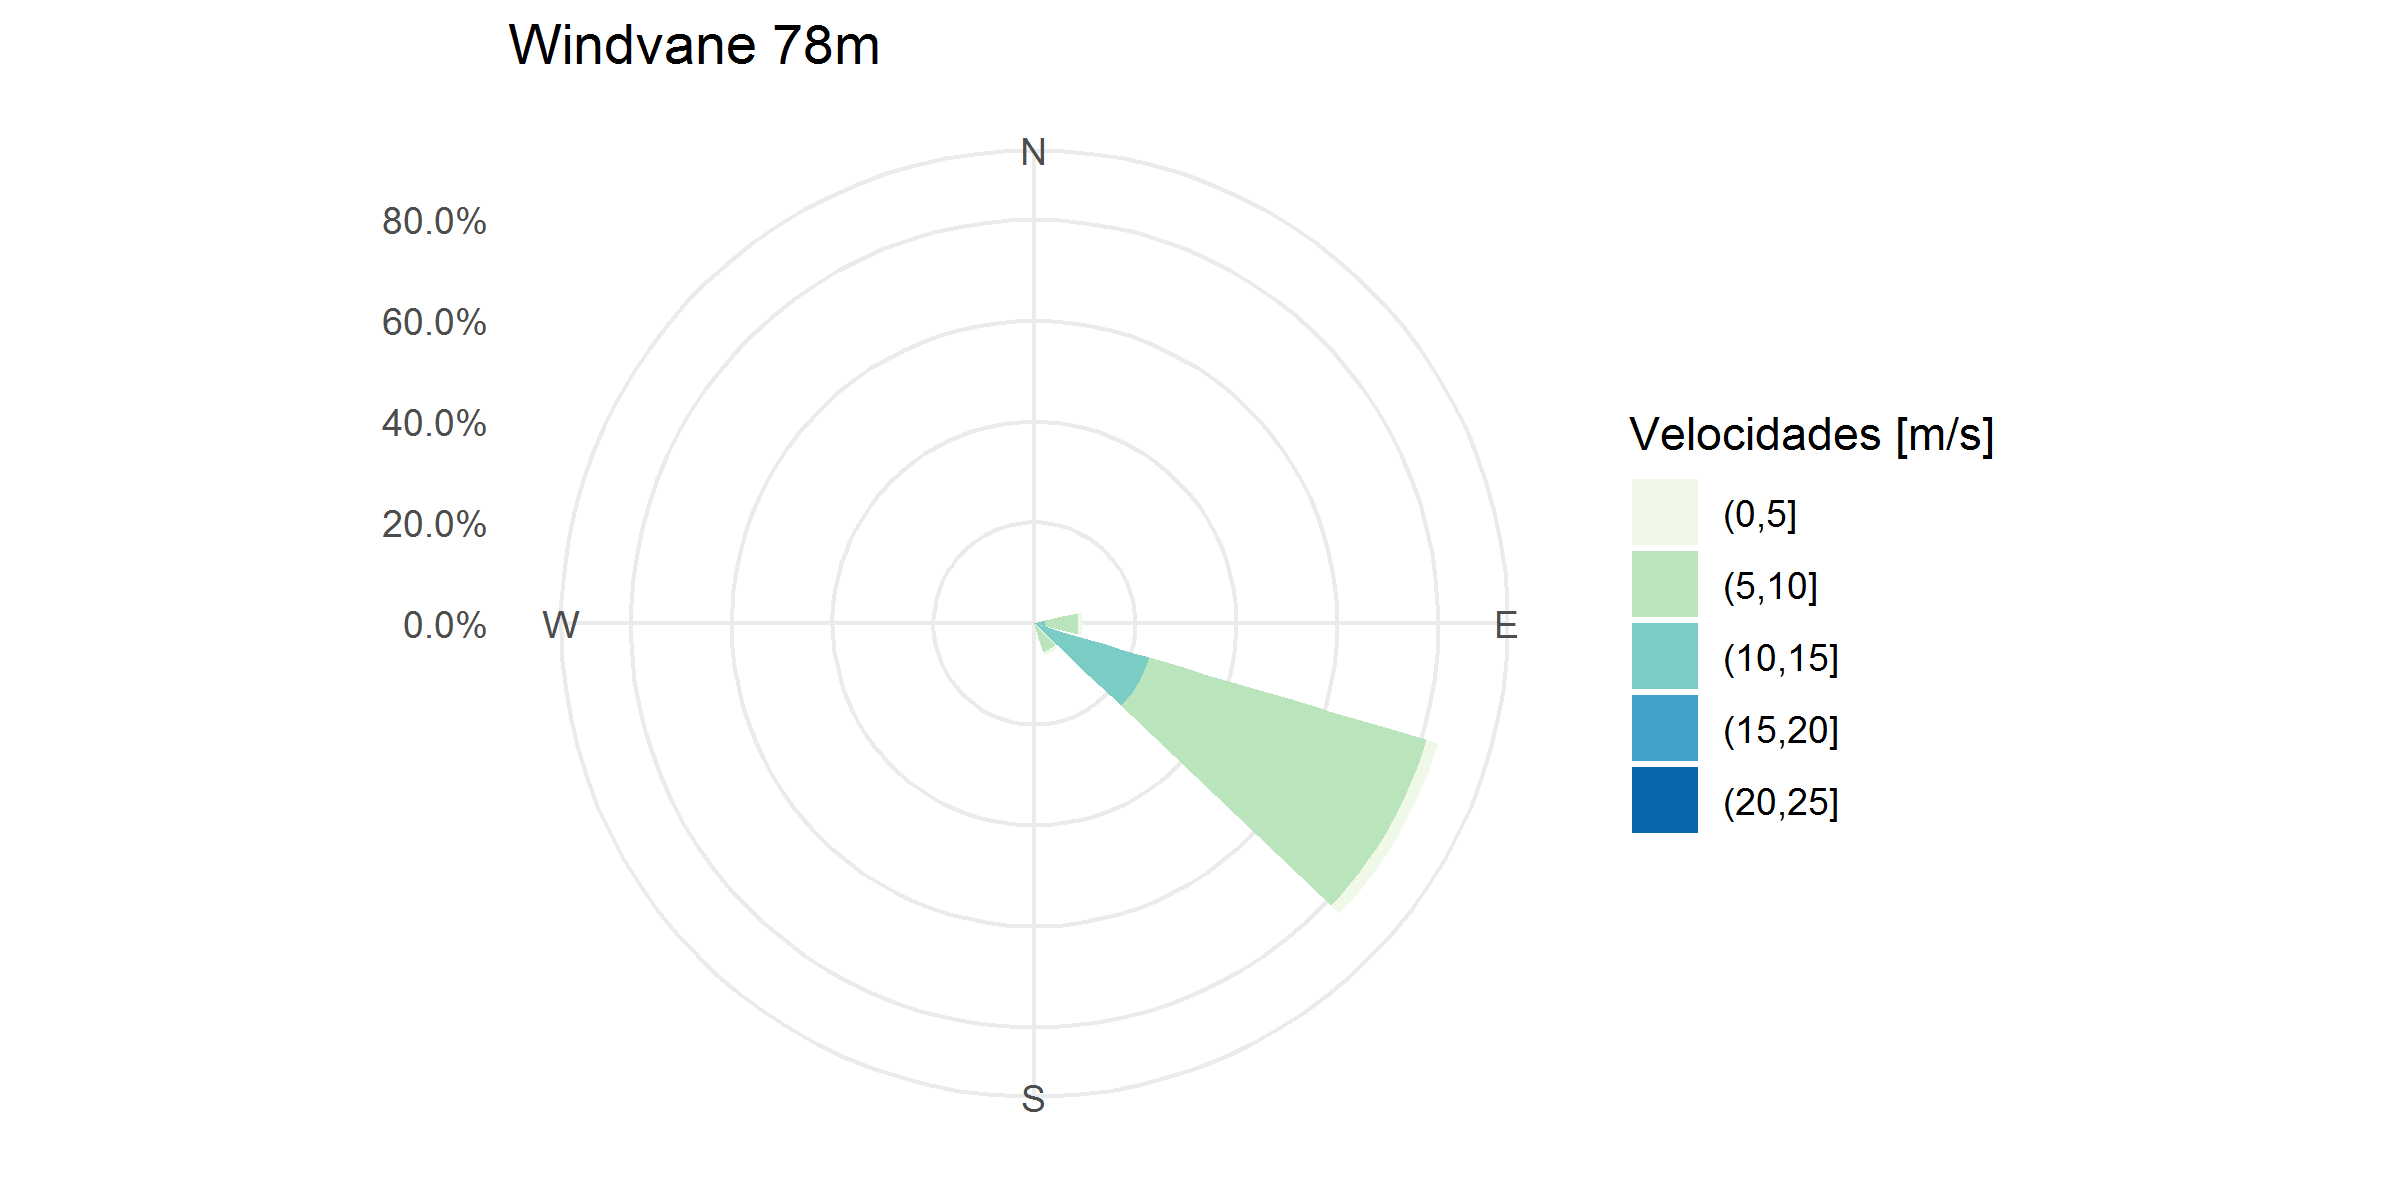 Windvane 78m
N
80.0%
60.0%
40.0%
20.0%
0.0%
W
E
S
Velocidades [m/s]
(0,5]
(5,10]
(10,15]
(15,20]
(20,25]